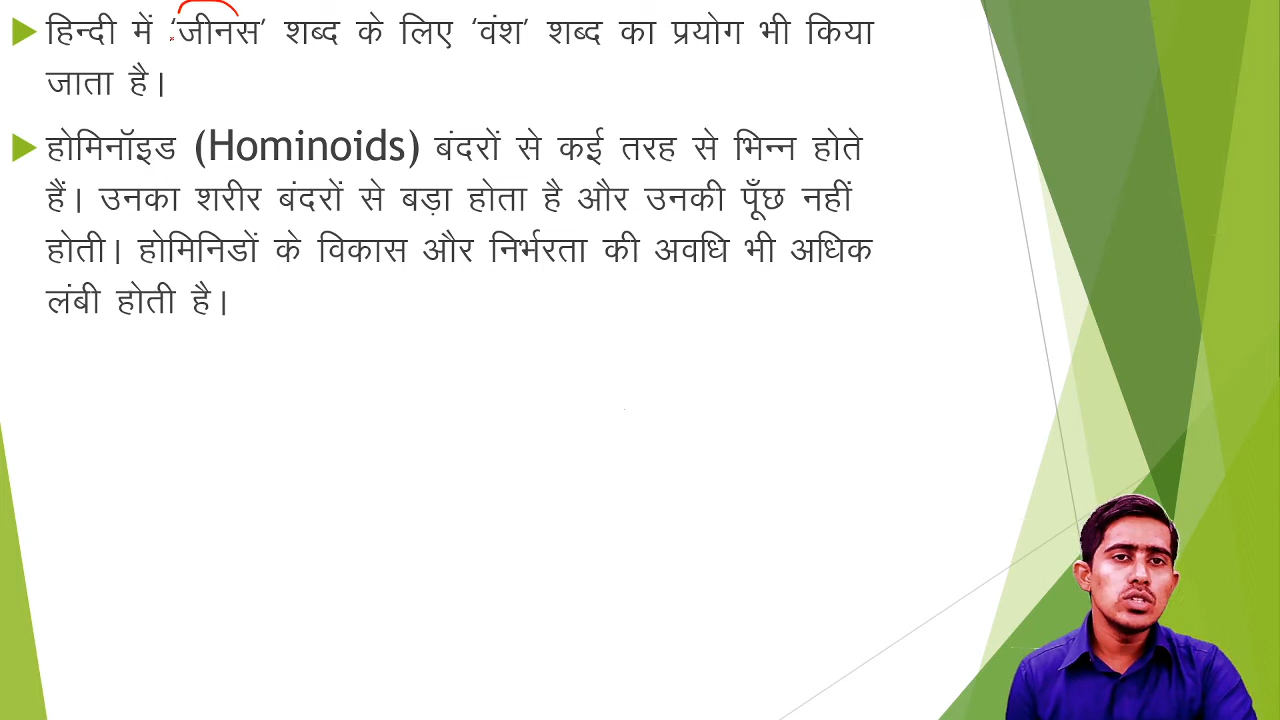 हिन्दी में ‘जीनस’ शब्द के लिए ‘वंश’ शब्द का प्रयोग भी किया
जाता है।
होमिनॉइड (Hominoids) बंदरों से कई तरह से भिन्न होते
हैं। उनका शरीर बंदरों से बड़ा होता है और उनकी पूँछ नहीं
होती। होमिनिडों के विकास और निर्भरता की अवधि भी अधिक
लंबी होती है।